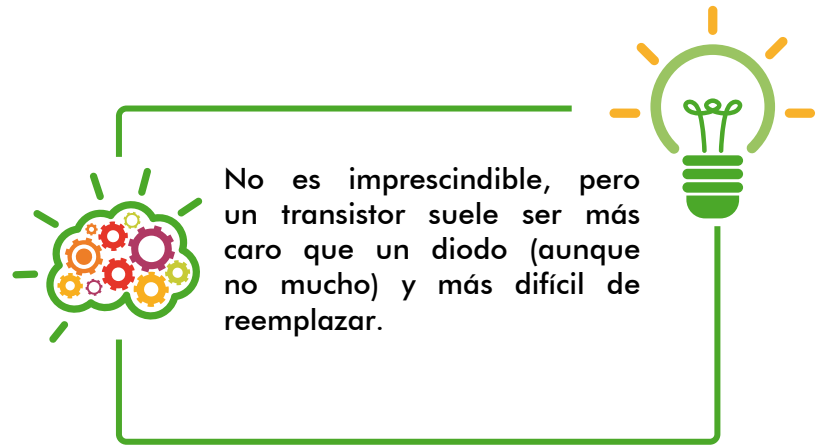 No es imprescindible, pero
un transistor suele ser más
caro que un diodo (aunque
no mucho) y más difícil de
reemplazar.